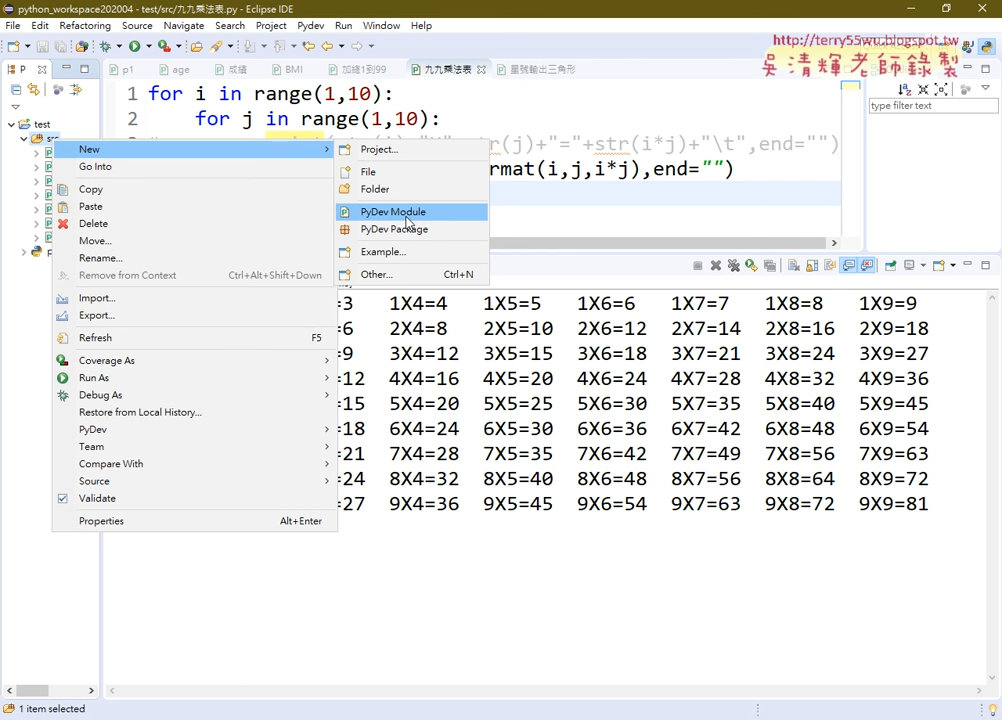 python_workspace202004 - test/src/九九乘法表.py - Eclipse IDE
File Edit Refactoring Source Navigate Search Project Pydev Run Window Help
http://terry55wu.blogspot.tw
吳清輝老師錄製
P p1 age 成績 BMI 加總1到99 九九乘法表 星號輸出三角形
type filter text
1 for i in range(1,10):
2 for j in range(1,10):
r(j)+"="+str(i*j)+"\t",end="")
rmat(i,j,i*j),end="")
test
src
New
Go Into
Copy
Paste
Delete
Move...
Rename...
Remove from Context Ctrl+Alt+Shift+Down
Import...
Export...
Refresh F5
Coverage As
Run As
Debug As
Restore from Local History...
PyDev
Team
Compare With
Source
Validate
Properties Alt+Enter
Project...
File
Folder
PyDev Module
PyDev Package
Example...
Other... Ctrl+N
=3 1X4=4 1X5=5 1X6=6 1X7=7 1X8=8 1X9=9
=6 2X4=8 2X5=10 2X6=12 2X7=14 2X8=16 2X9=18
=9 3X4=12 3X5=15 3X6=18 3X7=21 3X8=24 3X9=27
=12 4X4=16 4X5=20 4X6=24 4X7=28 4X8=32 4X9=36
=15 5X4=20 5X5=25 5X6=30 5X7=35 5X8=40 5X9=45
=18 6X4=24 6X5=30 6X6=36 6X7=42 6X8=48 6X9=54
=21 7X4=28 7X5=35 7X6=42 7X7=49 7X8=56 7X9=63
=24 8X4=32 8X5=40 8X6=48 8X7=56 8X8=64 8X9=72
=27 9X4=36 9X5=45 9X6=54 9X7=63 9X8=72 9X9=81
1 item selected